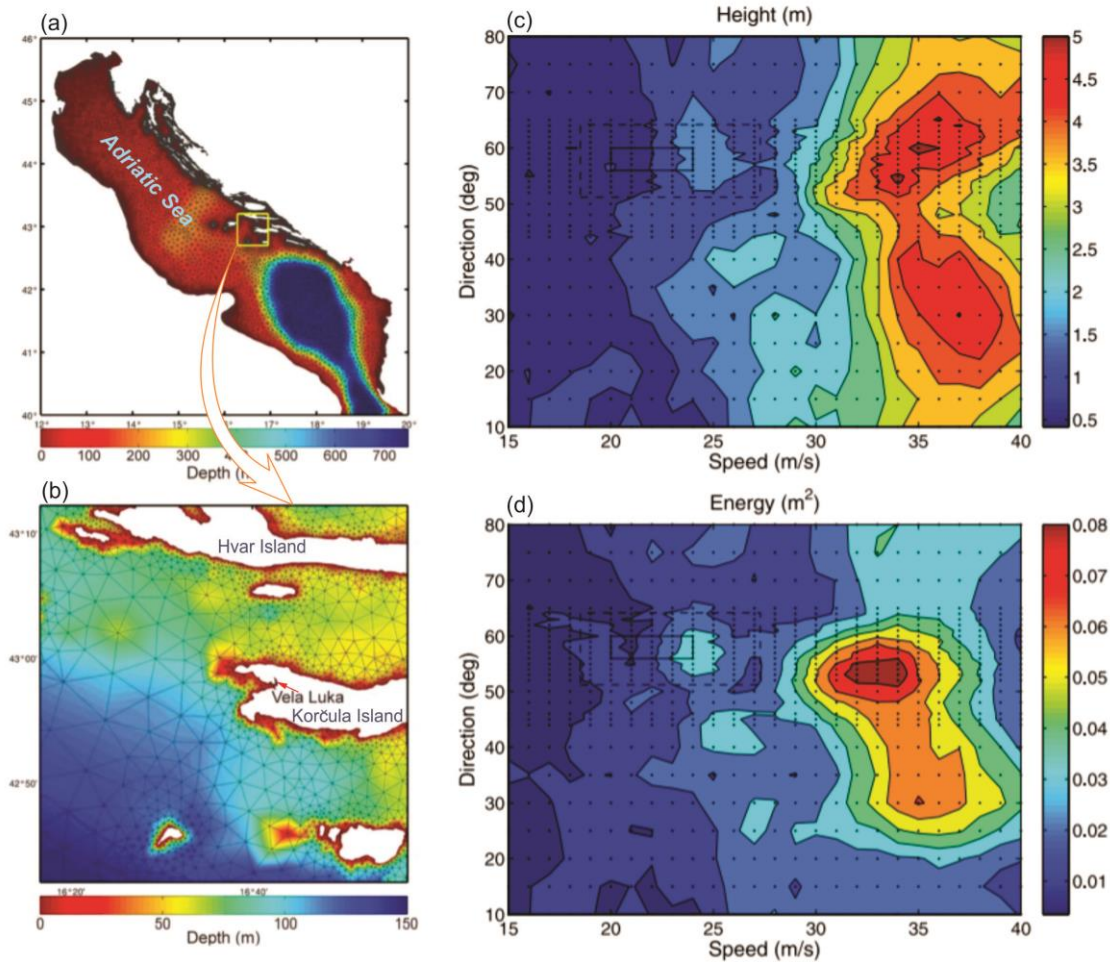 (a)
46°
45°
44°
43°
42°
41°
40°
12°
13°
14°
15°
16°
17°
18°
19°
20°
Adriatic Sea
0 100 200 300 400 500 600 700
Depth (m
(b)
43°10'
43°00'
42°50'
16°20'
16°40'
Hvar Island
Vela Luka
Korčula Island
0 50 100 150
Depth (m)
(c)
Height (m)
80
70
60
50
40
30
20
10
Direction (deg)
15 20 25 30 35 40
Speed (m/s)
5
4.5
4
3.5
3
2.5
2
1.5
1
0.5
(d)
Energy (m²)
80
70
60
50
40
30
20
10
Direction (deg)
15 20 25 30 35 40
Speed (m/s)
0.08
0.07
0.06
0.05
0.04
0.03
0.02
0.01